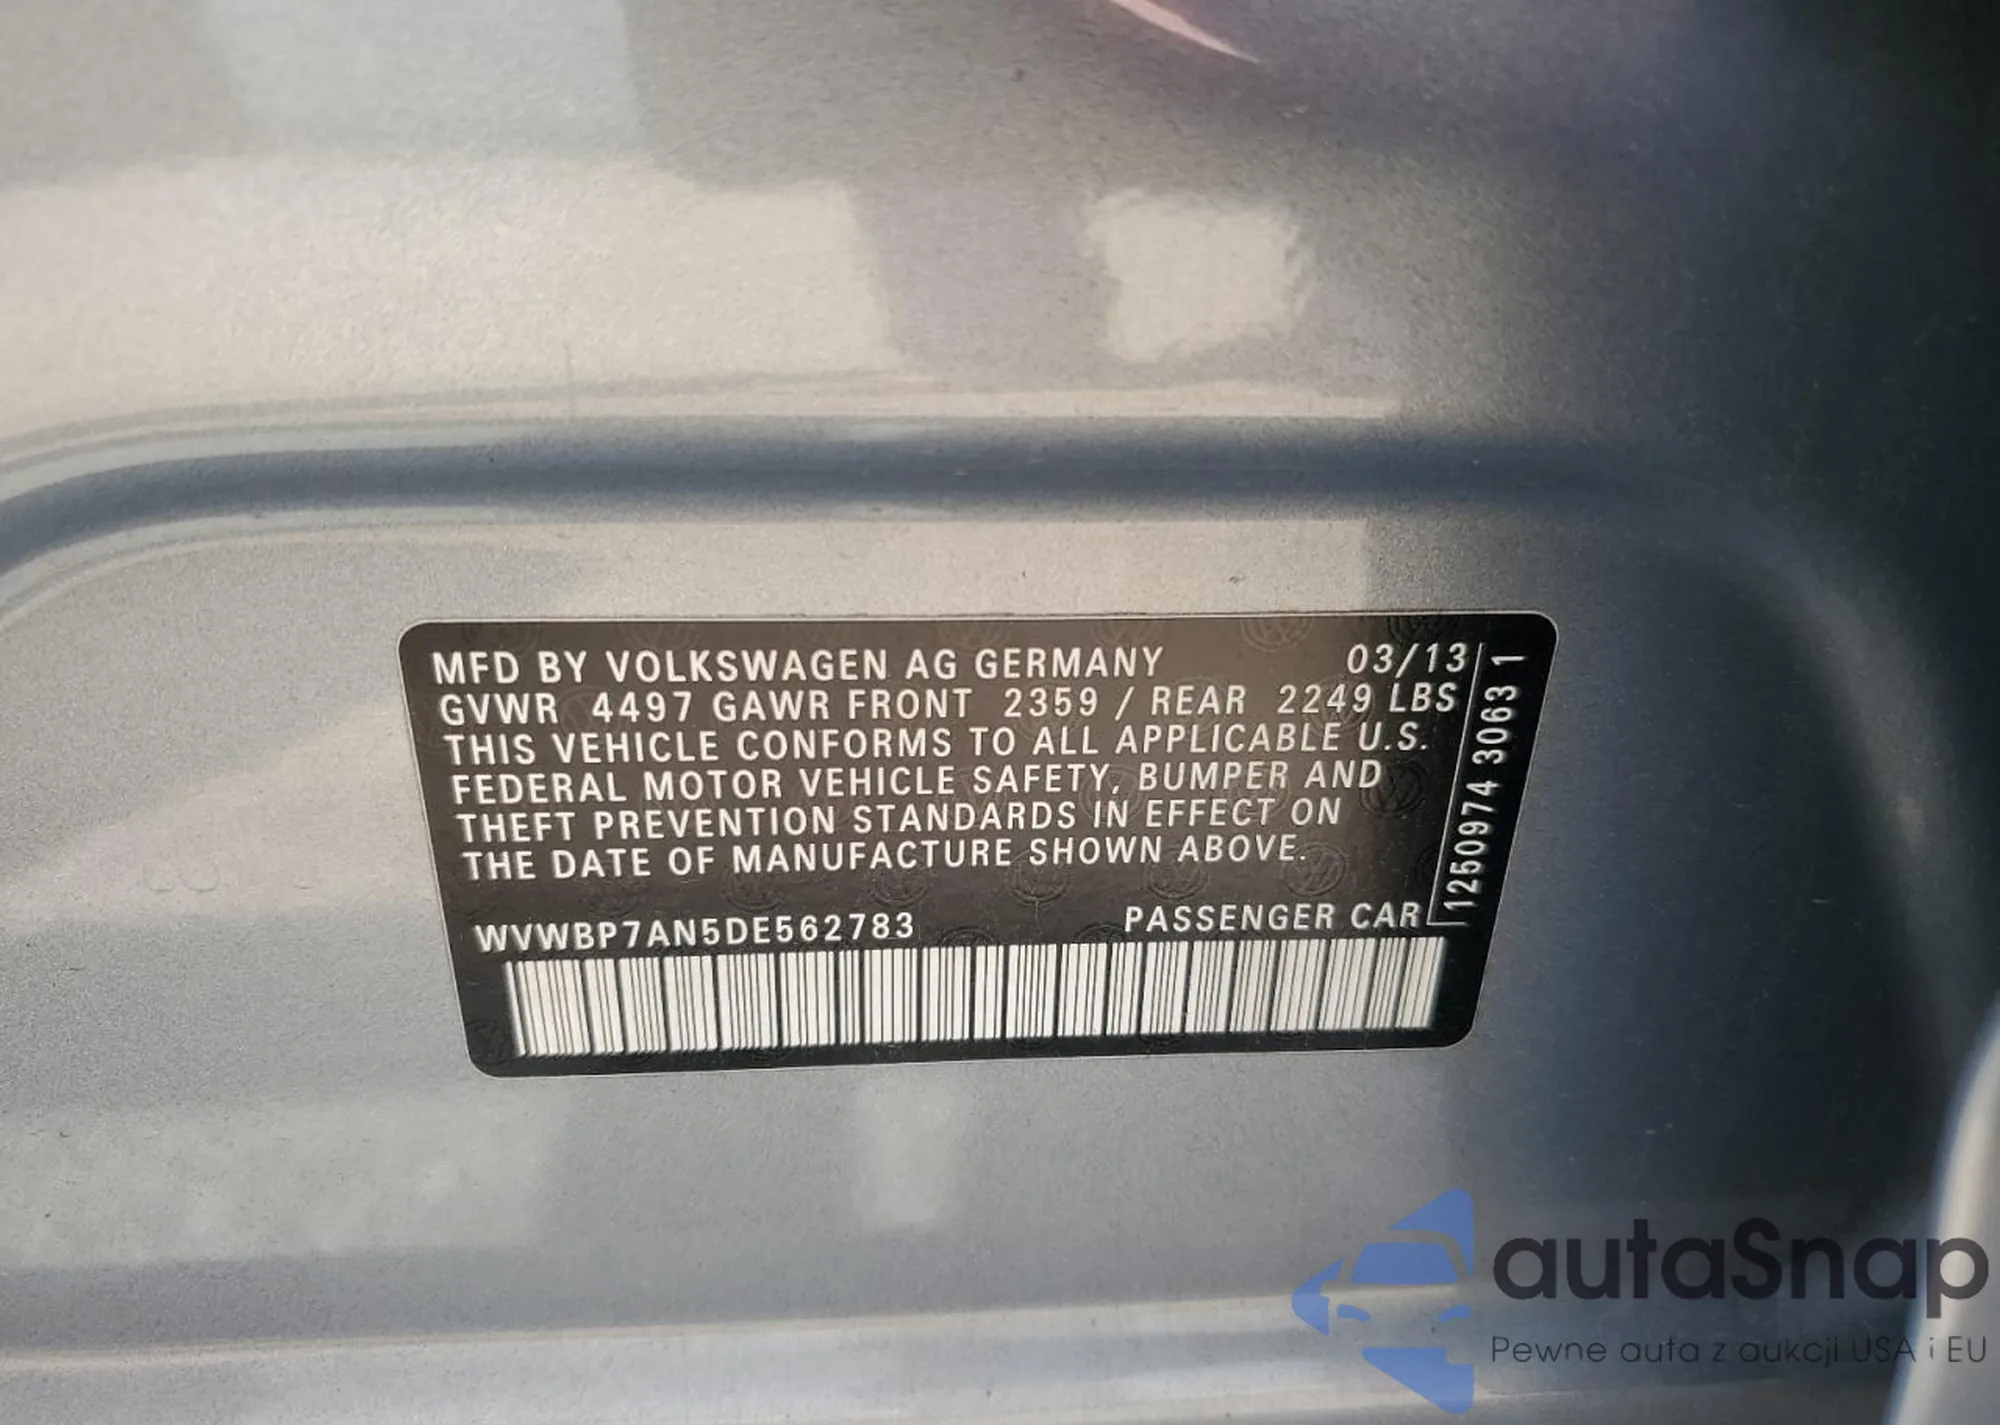 MFD BY VOLKSWAGEN AG GERMANY 03/13
GVWR 4497 GAWR FRONT 2359 / REAR 2249 LBS
THIS VEHICLE CONFORMS TO ALL APPLICABLE U.S.
FEDERAL MOTOR VEHICLE SAFETY, BUMPER AND
THEFT PREVENTION STANDARDS IN EFFECT ON
THE DATE OF MANUFACTURE SHOWN ABOVE.
WVWBP7AN5DE562783 PASSENGER CAR
1250974 3063 1
autaSnap
Pewne auta z aukcji USA i EU